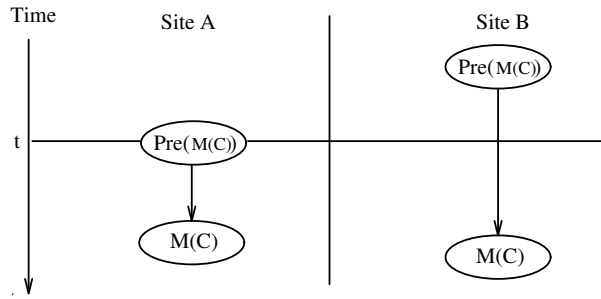 Time
Site A
Site B
Pre(M(C))
t
Pre(M(C))
M(C)
M(C)